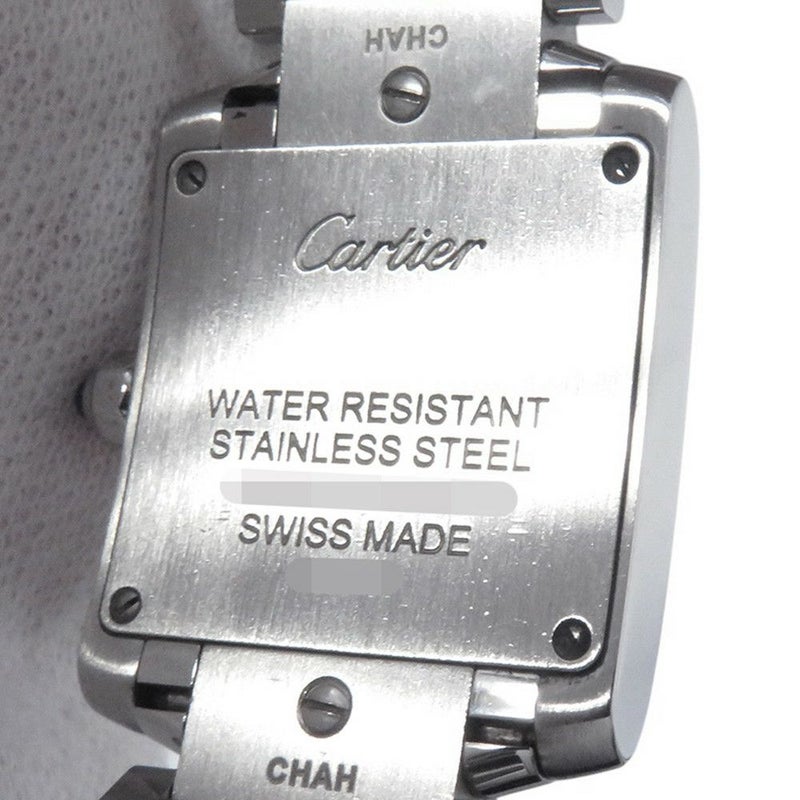 CHAH
Cartier
WATER RESISTANT
STAINLESS STEEL
SWISS MADE
CHAH